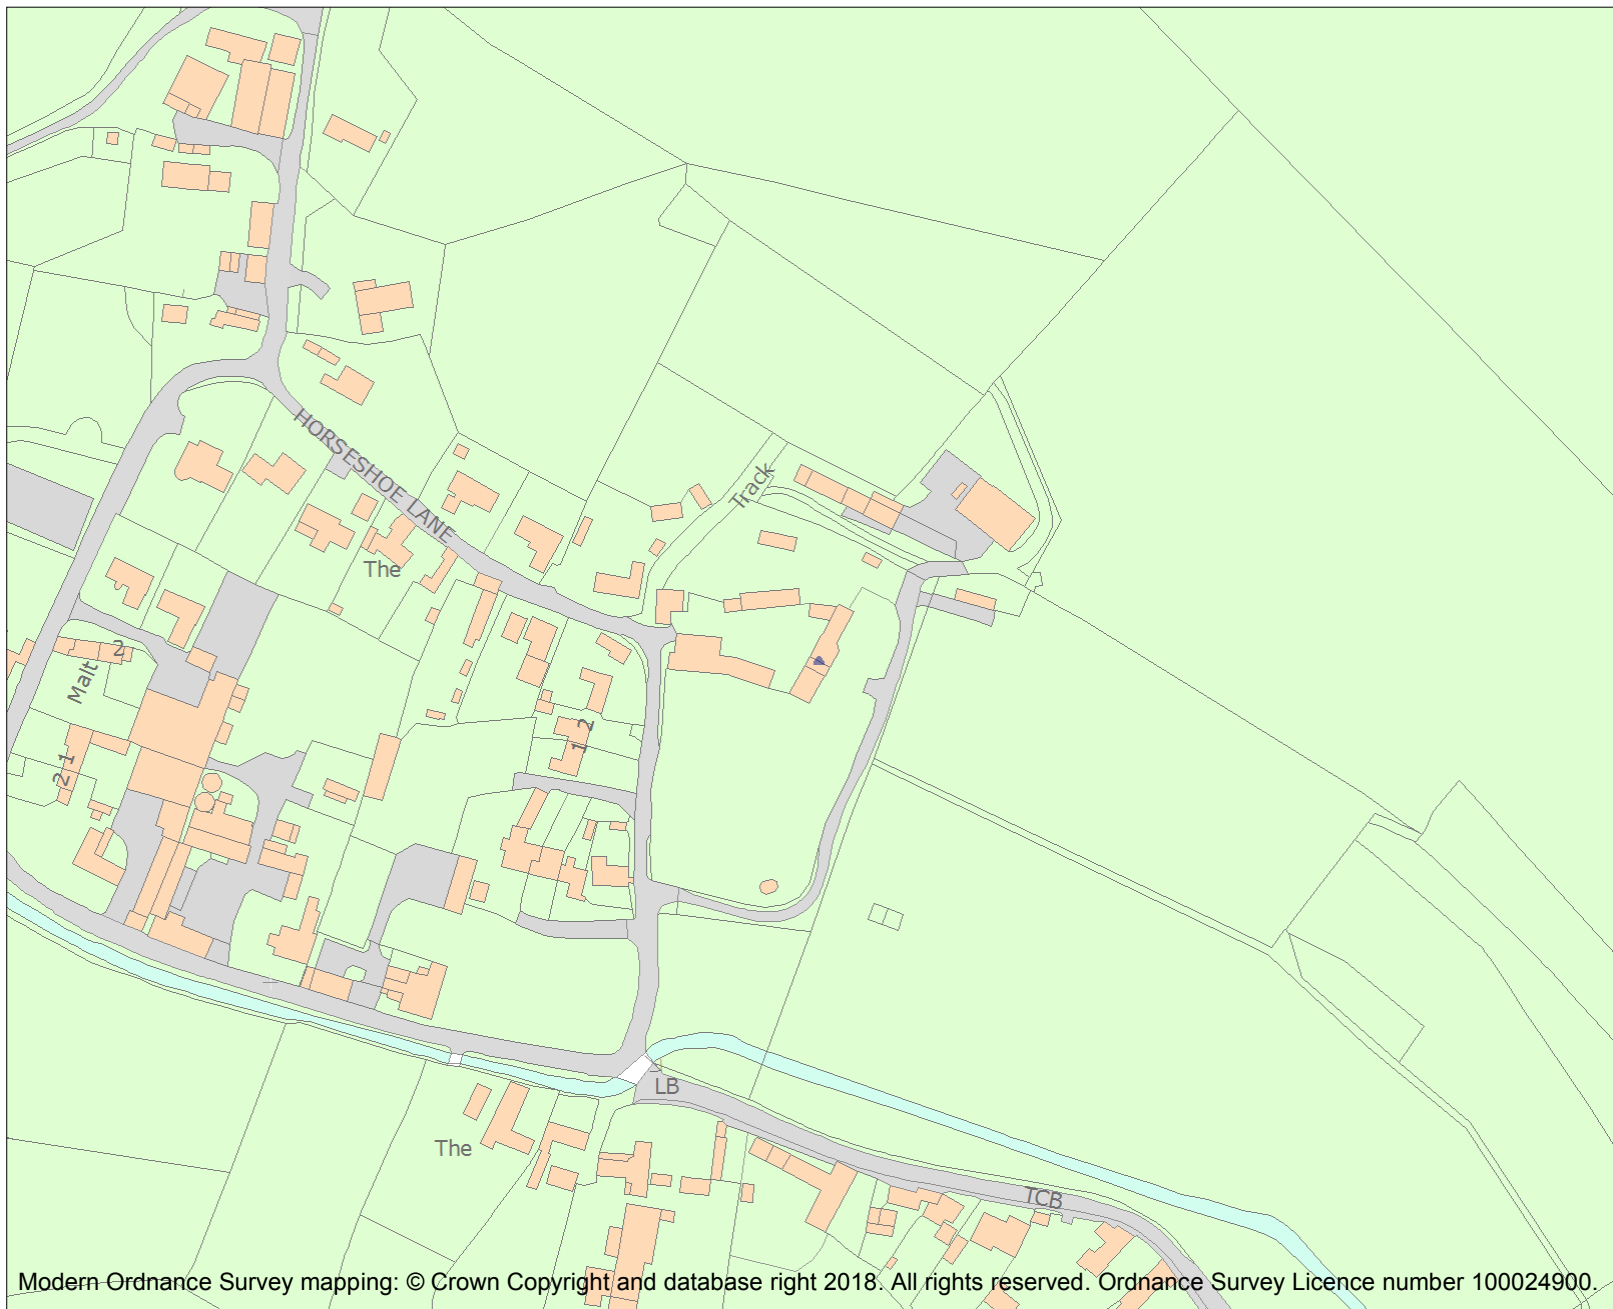 HORSESHOE LANE
Track
The
2
Malt
1 2
2 1
LB
The
TCB
Modern Ordnance Survey mapping: © Crown Copyright and database right 2018. All rights reserved. Ordnance Survey Licence number 100024900.